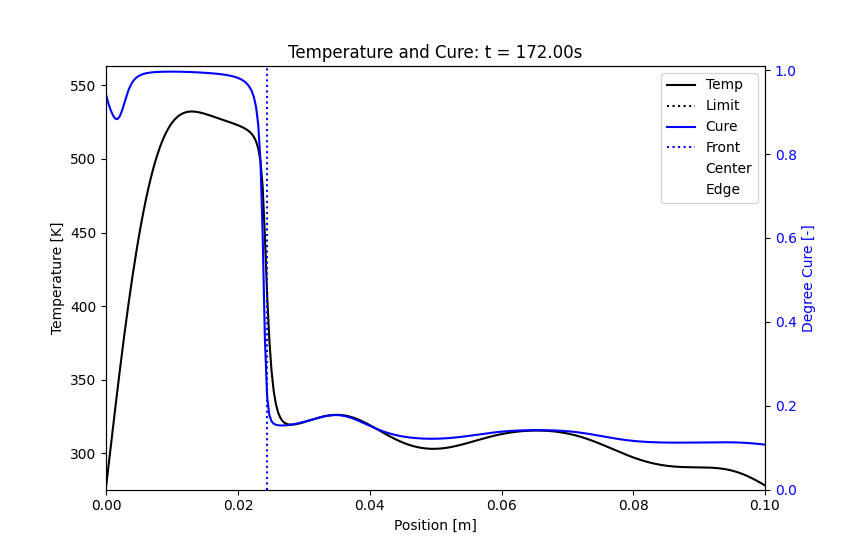 Temperature and Cure: t = 172.00s
Temp
Limit
Cure
Front
Center
Edge
Temperature [K]
550
500
450
400
350
300
Degree Cure [-]
1.0
0.8
0.6
0.4
0.2
0.0
0.00 0.02 0.04 0.06 0.08 0.10
Position [m]